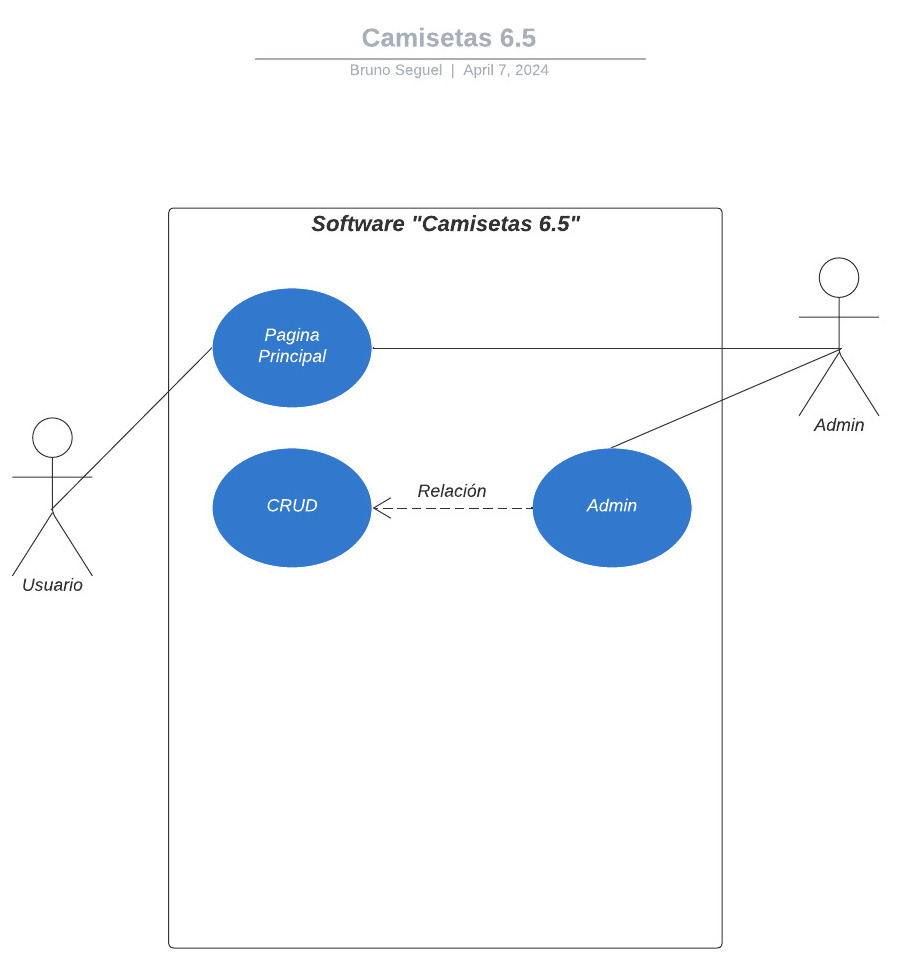 Camisetas 6.5
Bruno Seguel | April 7, 2024
Software "Camisetas 6.5"
Pagina
Principal
Admin
CRUD
Relación
Admin
Usuario